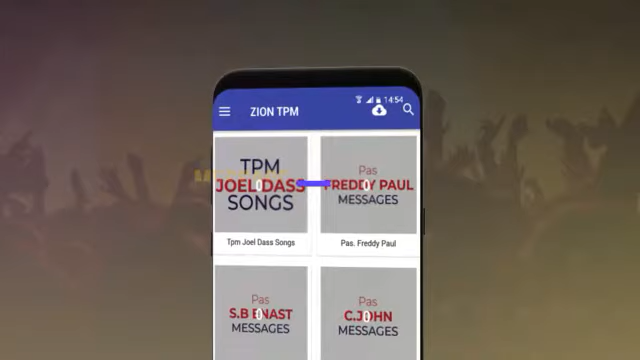 14:54
ZION TPM
TPM
JOEL DASS
SONGS
Tpm Joel Dass Songs
Pas
FREDDY PAUL
MESSAGES
Pas. Freddy Paul
Pas
S.B ENAST
MESSAGES
Pas
C.JOHN
MESSAGES